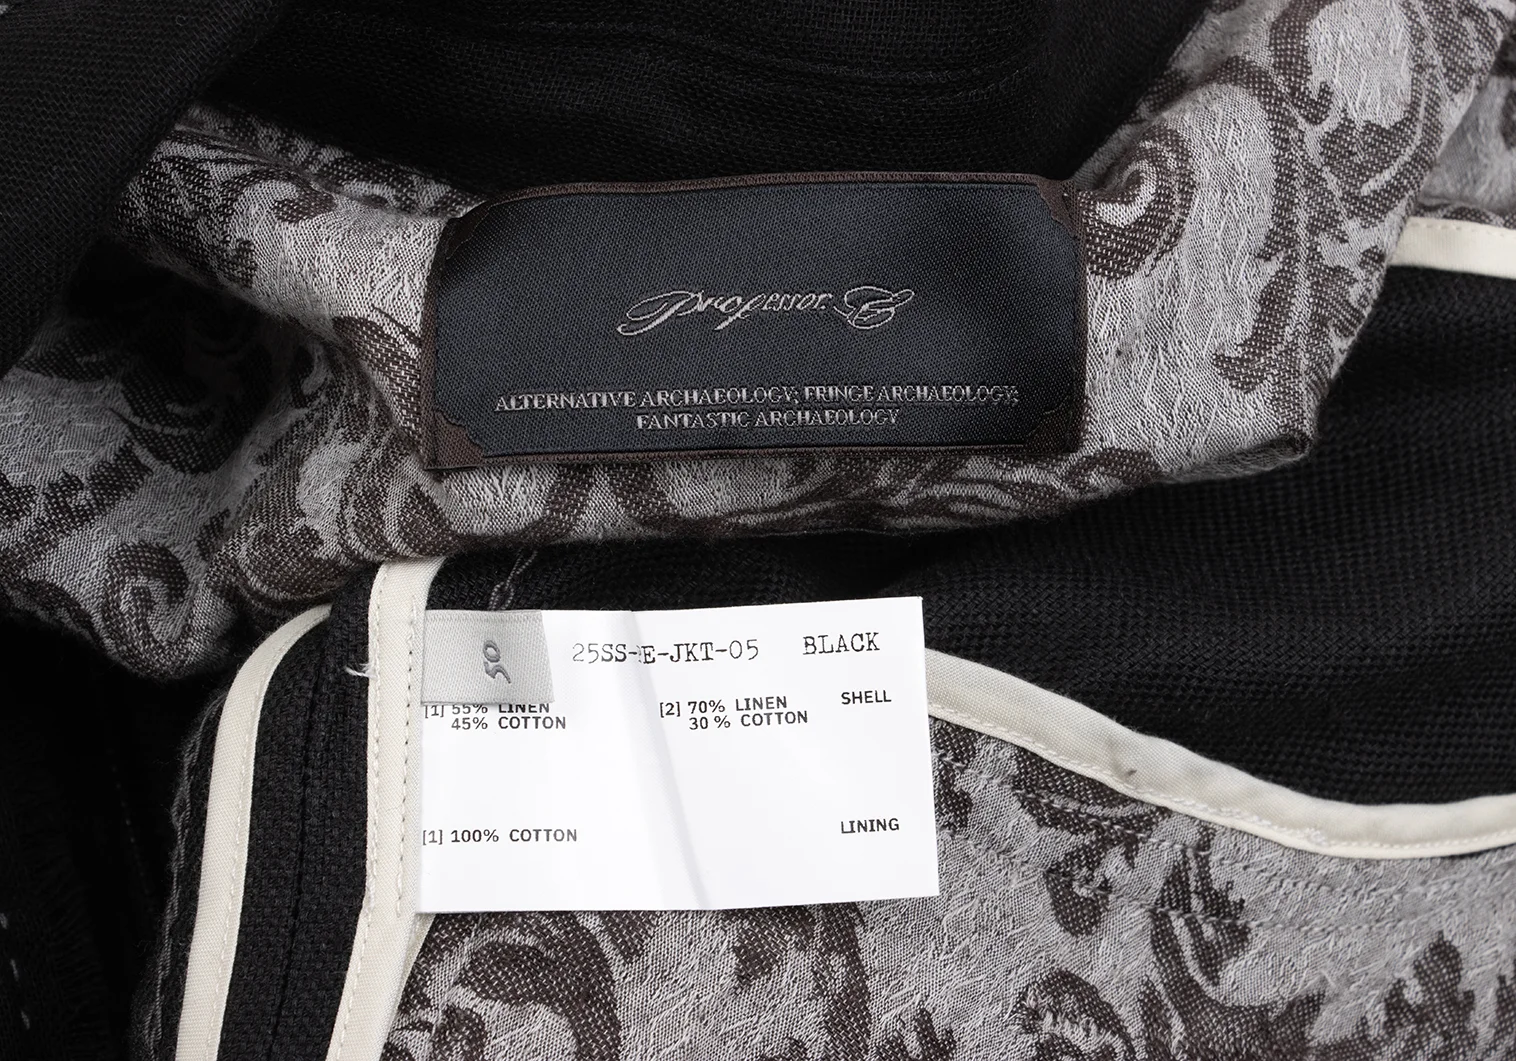 Professor.E
ALTERNATIVE ARCHAEOLOGY; FRINGE ARCHAEOLOGY;
FANTASTIC ARCHAEOLOGY
50
25SS- E-JKT-05 BLACK
[1] 55% LINEN [2] 70% LINEN SHELL
45% COTTON 30 % COTTON
[1] 100% COTTON LINING